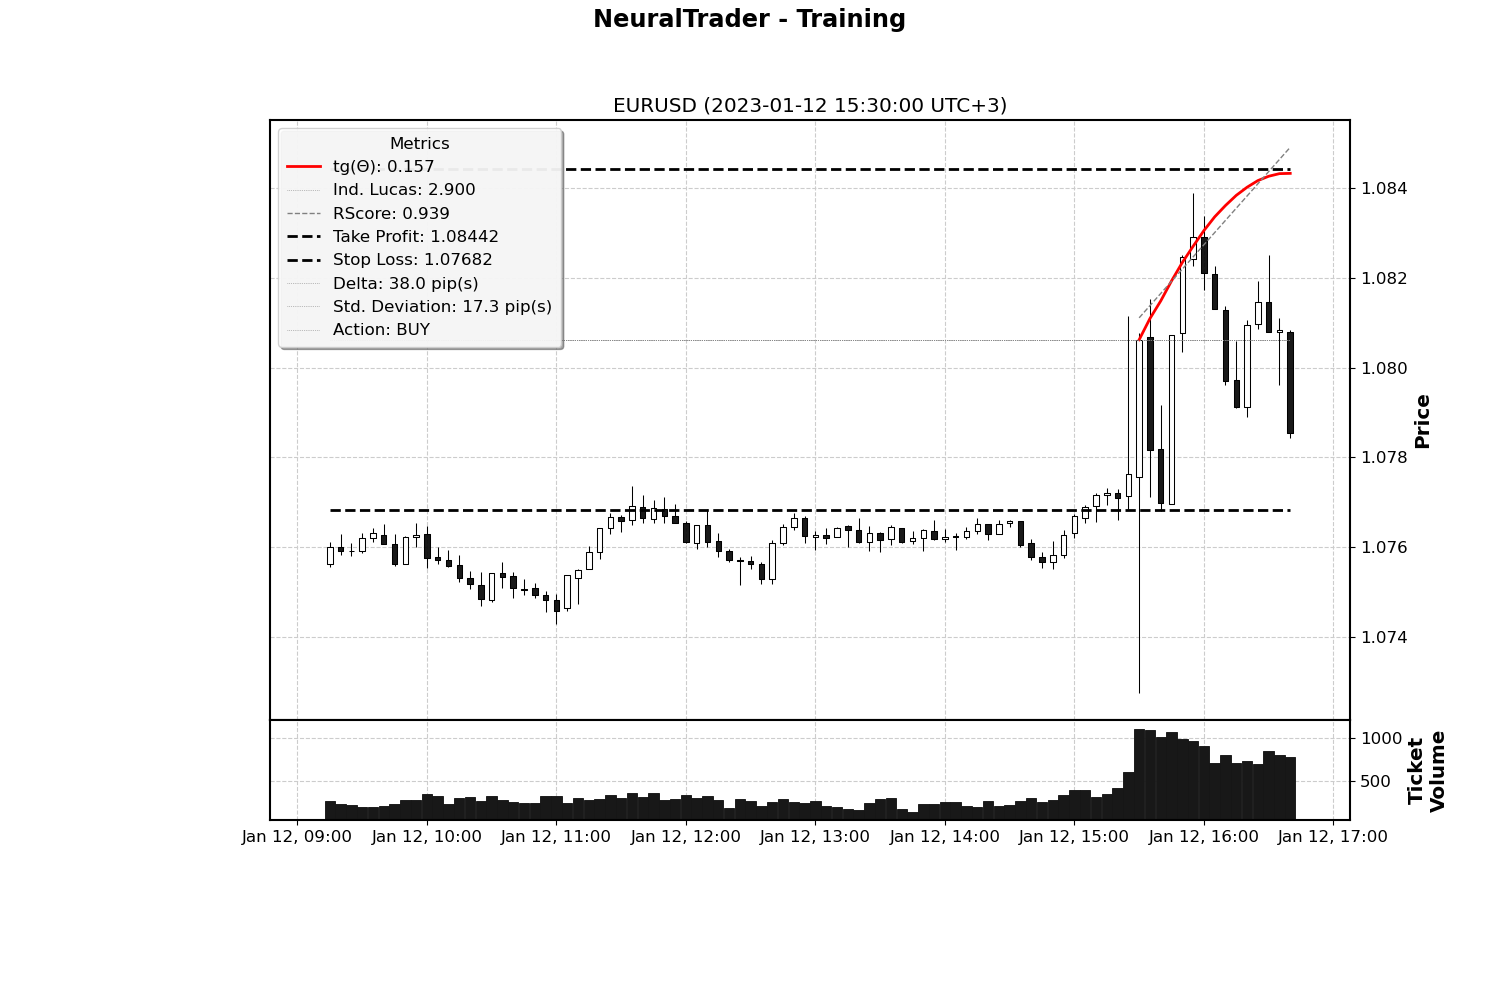 NeuralTrader - Training
EURUSD (2023-01-12 15:30:00 UTC+3)
Metrics
tg(Θ): 0.157
Ind. Lucas: 2.900
RScore: 0.939
Take Profit: 1.08442
Stop Loss: 1.07682
Delta: 38.0 pip(s)
Std. Deviation: 17.3 pip(s)
Action: BUY
1.084
1.082
1.080
1.078
1.076
1.074
Price
1000
500
Ticket
Volume
Jan 12, 09:00 Jan 12, 10:00 Jan 12, 11:00 Jan 12, 12:00 Jan 12, 13:00 Jan 12, 14:00 Jan 12, 15:00 Jan 12, 16:00 Jan 12, 17:00